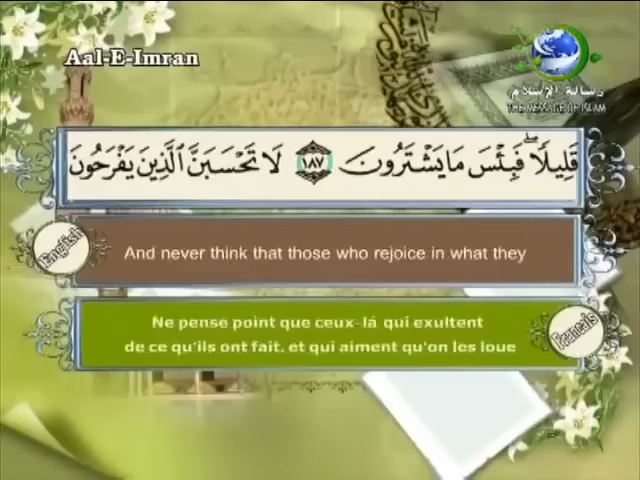 Aal-E-Imran
رسالة الإسلام
THE MESSAGE OF ISLAM
قَلِيلًا ۖ فَبِئْسَ مَا يَشْتَرُونَ ١٨٧ لَا تَحْسَبَنَّ الَّذِينَ يَفْرَحُونَ
English
And never think that those who rejoice in what they
Ne pense point que ceux-lá qui exultent
de ce qu'ils ont fait, et qui aiment qu'on les loue
Francais